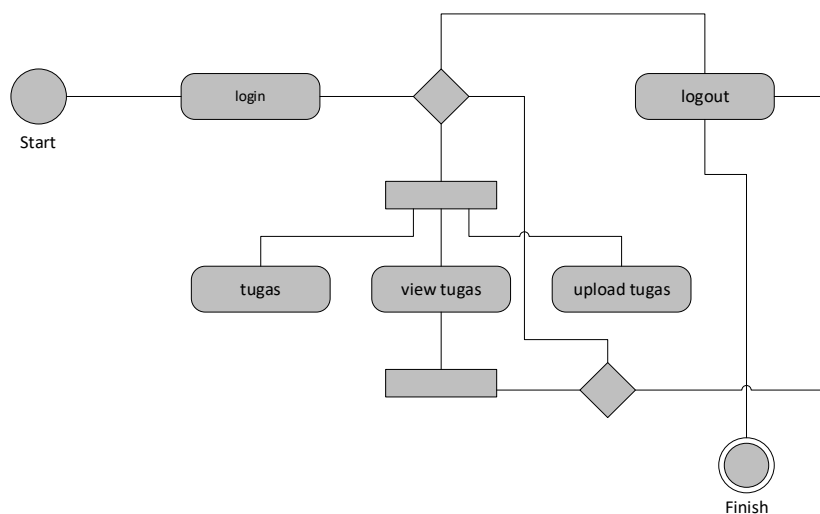 login
logout
Start
tugas
view tugas
upload tugas
Finish